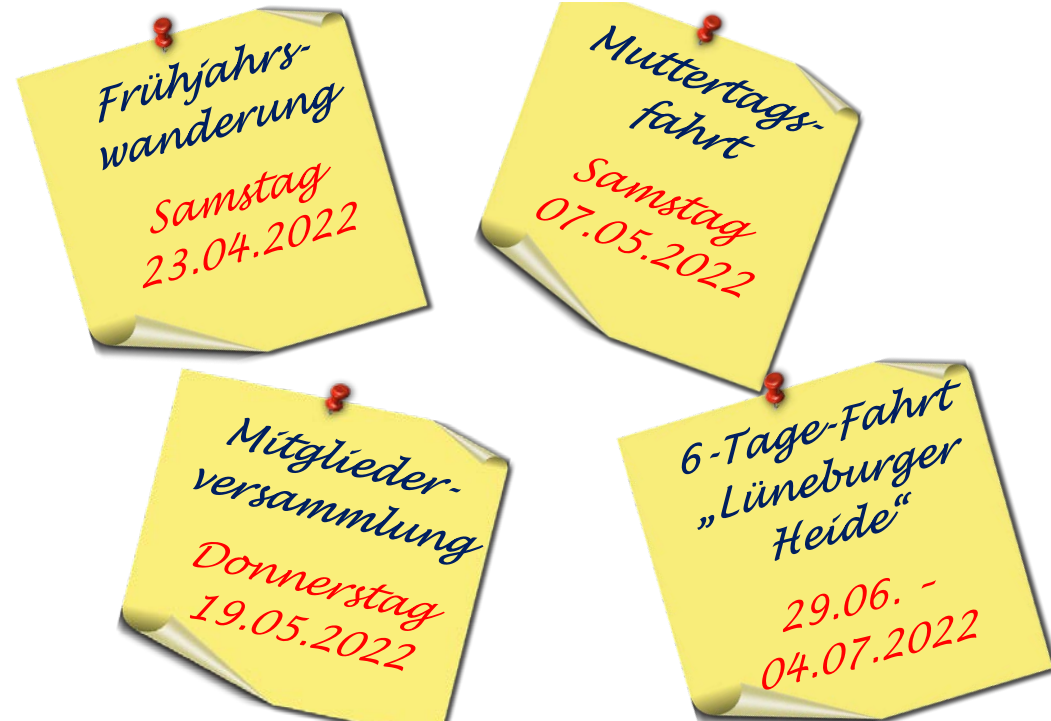 Frühjahrs-
wanderung
Samstag
23.04.2022
Muttertags-
fahrt
Samstag
07.05.2022
Mitglieder-
versammlung
Donnerstag
19.05.2022
6-Tage-Fahrt
„Lüneburger
Heide“
29.06. -
04.07.2022